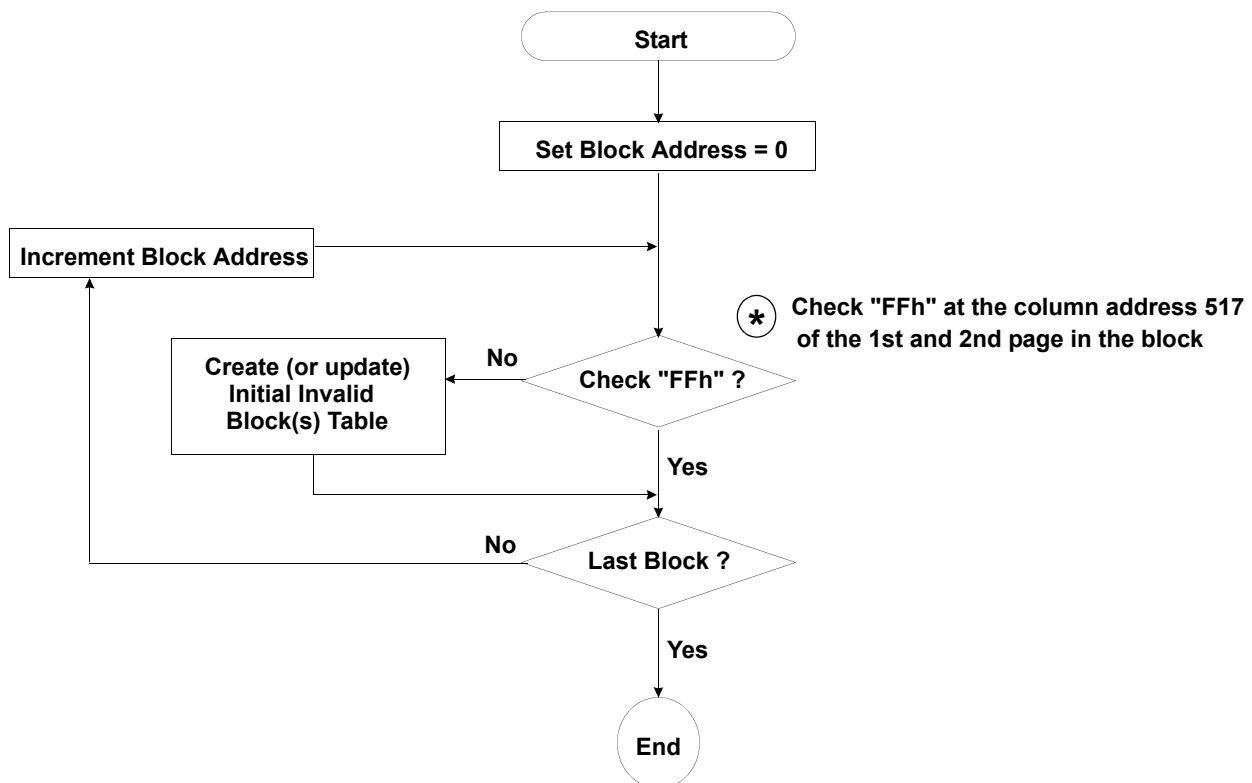 Start
Set Block Address = 0
Increment Block Address
* Check "FFh" at the column address 517
of the 1st and 2nd page in the block
No
Create (or update)
Initial Invalid
Block(s) Table
Check "FFh" ?
Yes
No
Last Block ?
Yes
End